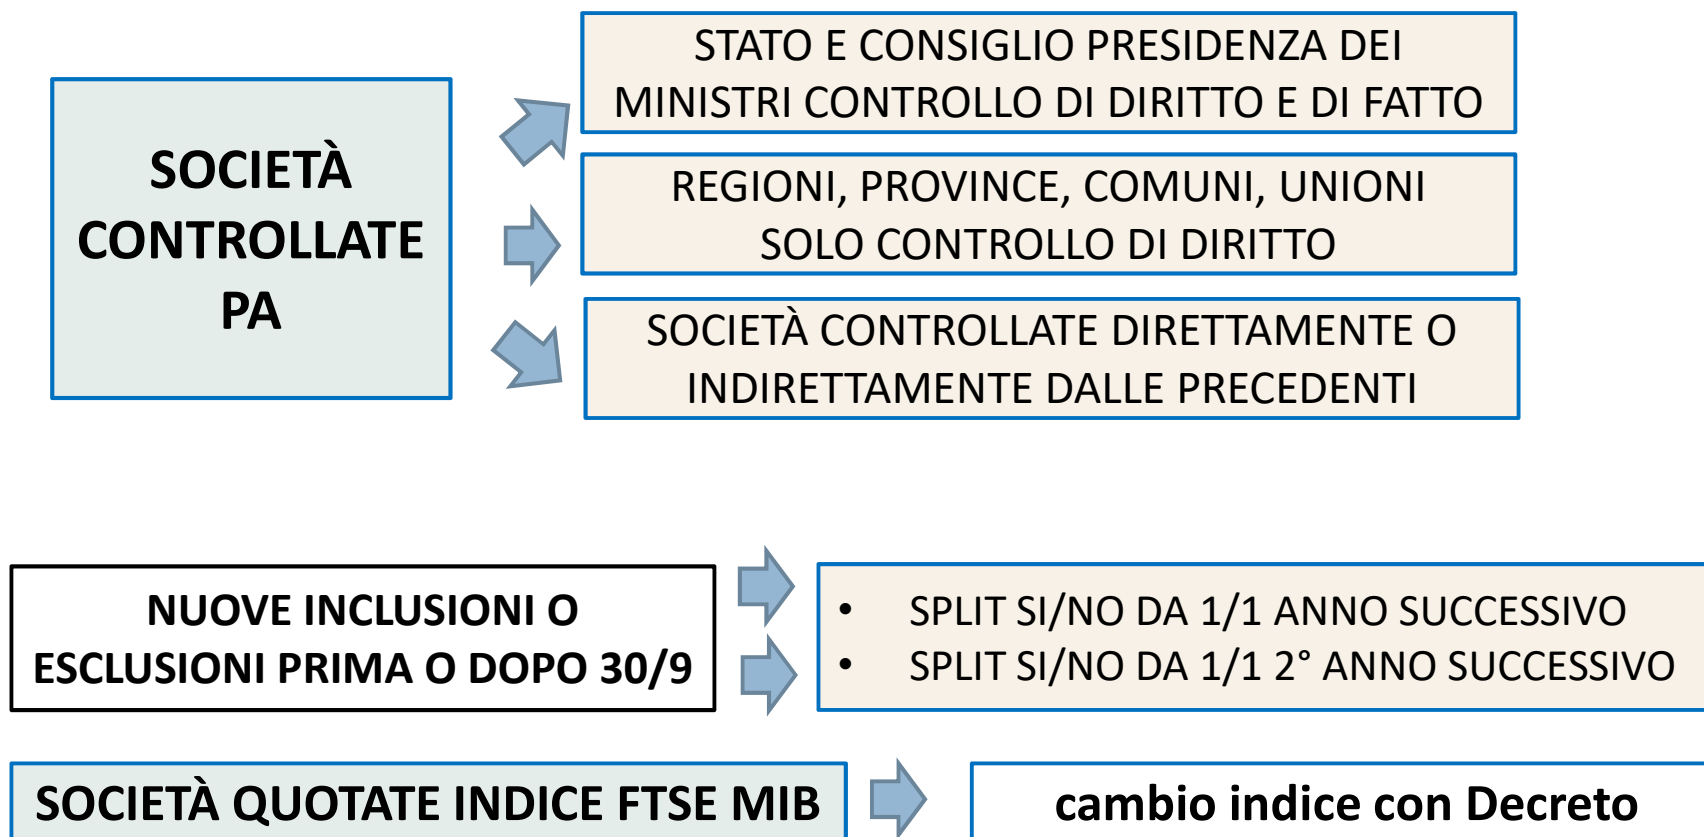 SOCIETÀ
CONTROLLATE
PA
STATO E CONSIGLIO PRESIDENZA DEI
MINISTRI CONTROLLO DI DIRITTO E DI FATTO
REGIONI, PROVINCE, COMUNI, UNIONI
SOLO CONTROLLO DI DIRITTO
SOCIETÀ CONTROLLATE DIRETTAMENTE O
INDIRETTAMENTE DALLE PRECEDENTI
NUOVE INCLUSIONI O
ESCLUSIONI PRIMA O DOPO 30/9
• SPLIT SI/NO DA 1/1 ANNO SUCCESSIVO
• SPLIT SI/NO DA 1/1 2° ANNO SUCCESSIVO
SOCIETÀ QUOTATE INDICE FTSE MIB
cambio indice con Decreto